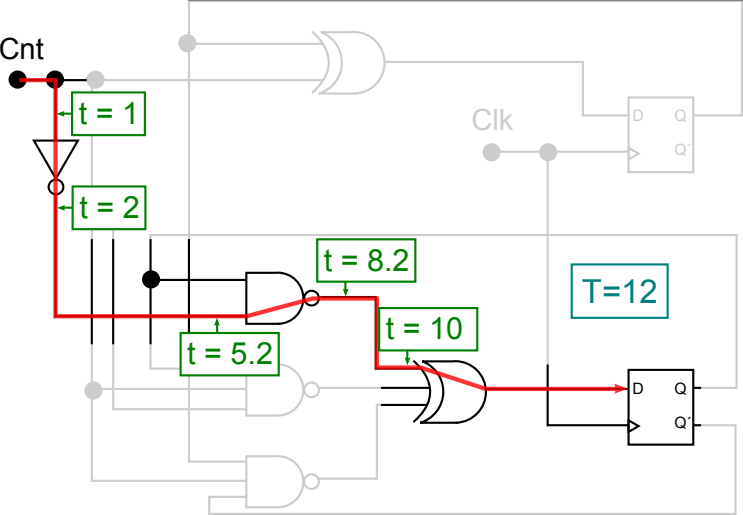 Cnt
t = 1
Clk
D
Q
Q´
t = 2
t = 8.2
T=12
t = 10
t = 5.2
D
Q
Q´